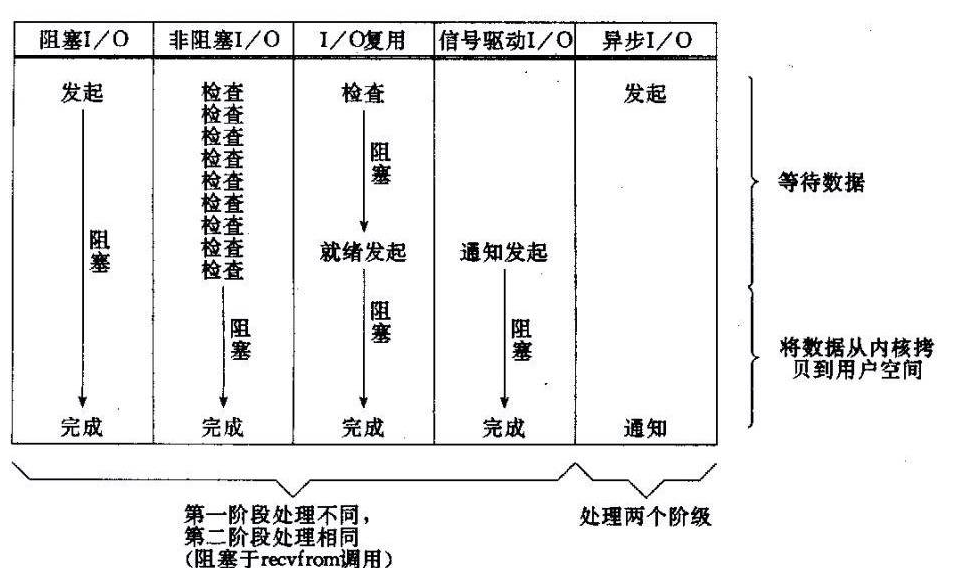 阻塞I/O 非阻塞I/O I/O复用 信号驱动I/O 异步I/O
发起 检查 检查 发起
检查
检查
检查
检查
检查
检查
检查
检查
阻塞
阻塞
就绪发起 通知发起
阻塞
阻塞
阻塞
完成 完成 完成 完成 通知
等待数据
将数据从内核拷
贝到用户空间
第一阶段处理不同，
第二阶段处理相同
(阻塞于recvfrom调用)
处理两个阶级